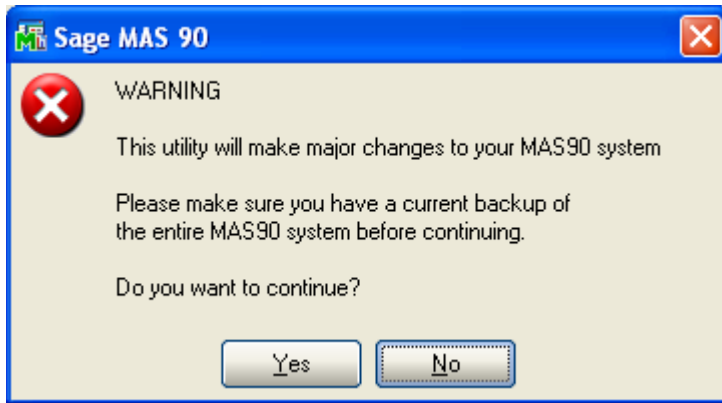 Sage MAS 90
WARNING
This utility will make major changes to your MAS90 system
Please make sure you have a current backup of
the entire MAS90 system before continuing.
Do you want to continue?
Yes
No